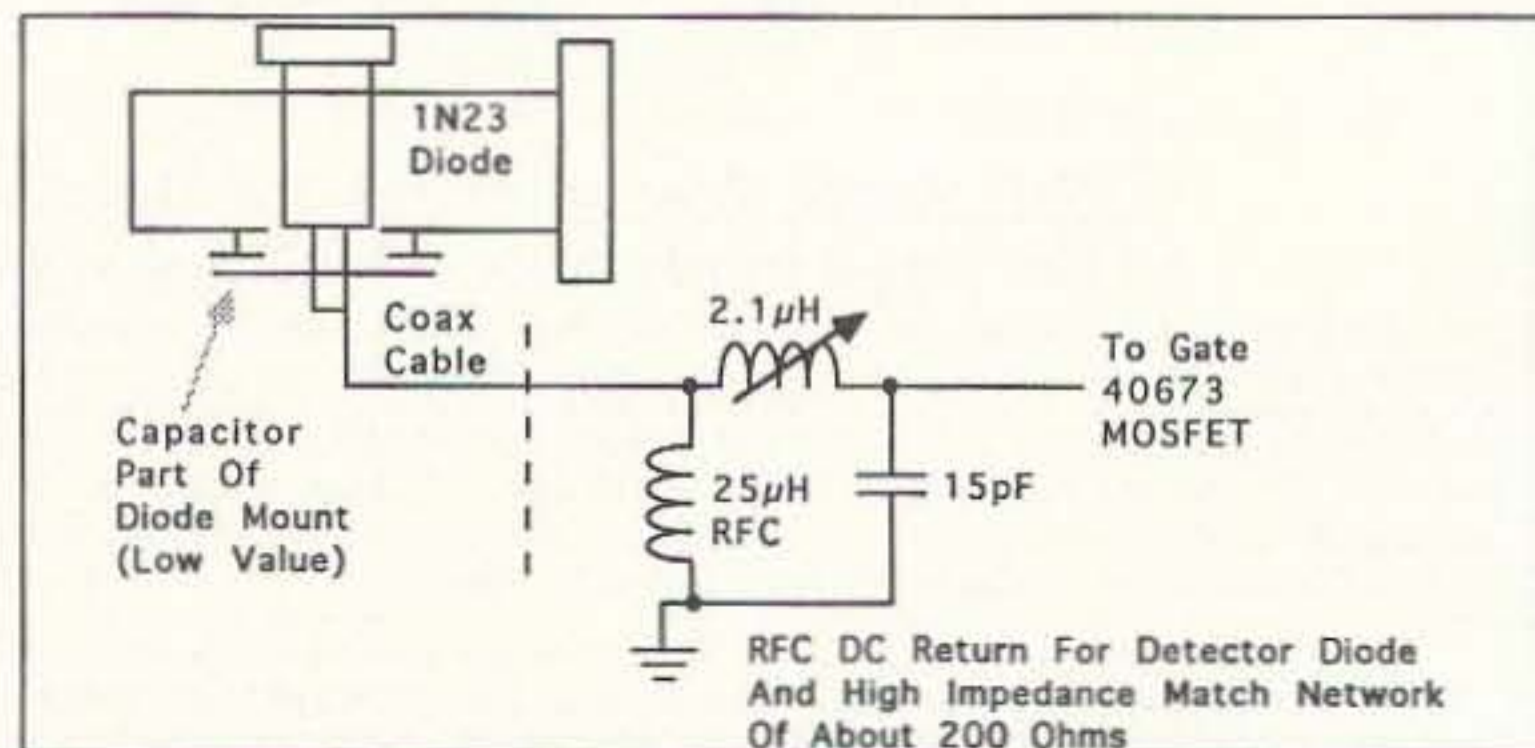 1N23
Diode
2.1µH
Coax
Cable
To Gate
40673
MOSFET
Capacitor
Part Of
Diode Mount
(Low Value)
25µH
RFC
15pF
RFC DC Return For Detector Diode
And High Impedance Match Network
Of About 200 Ohms